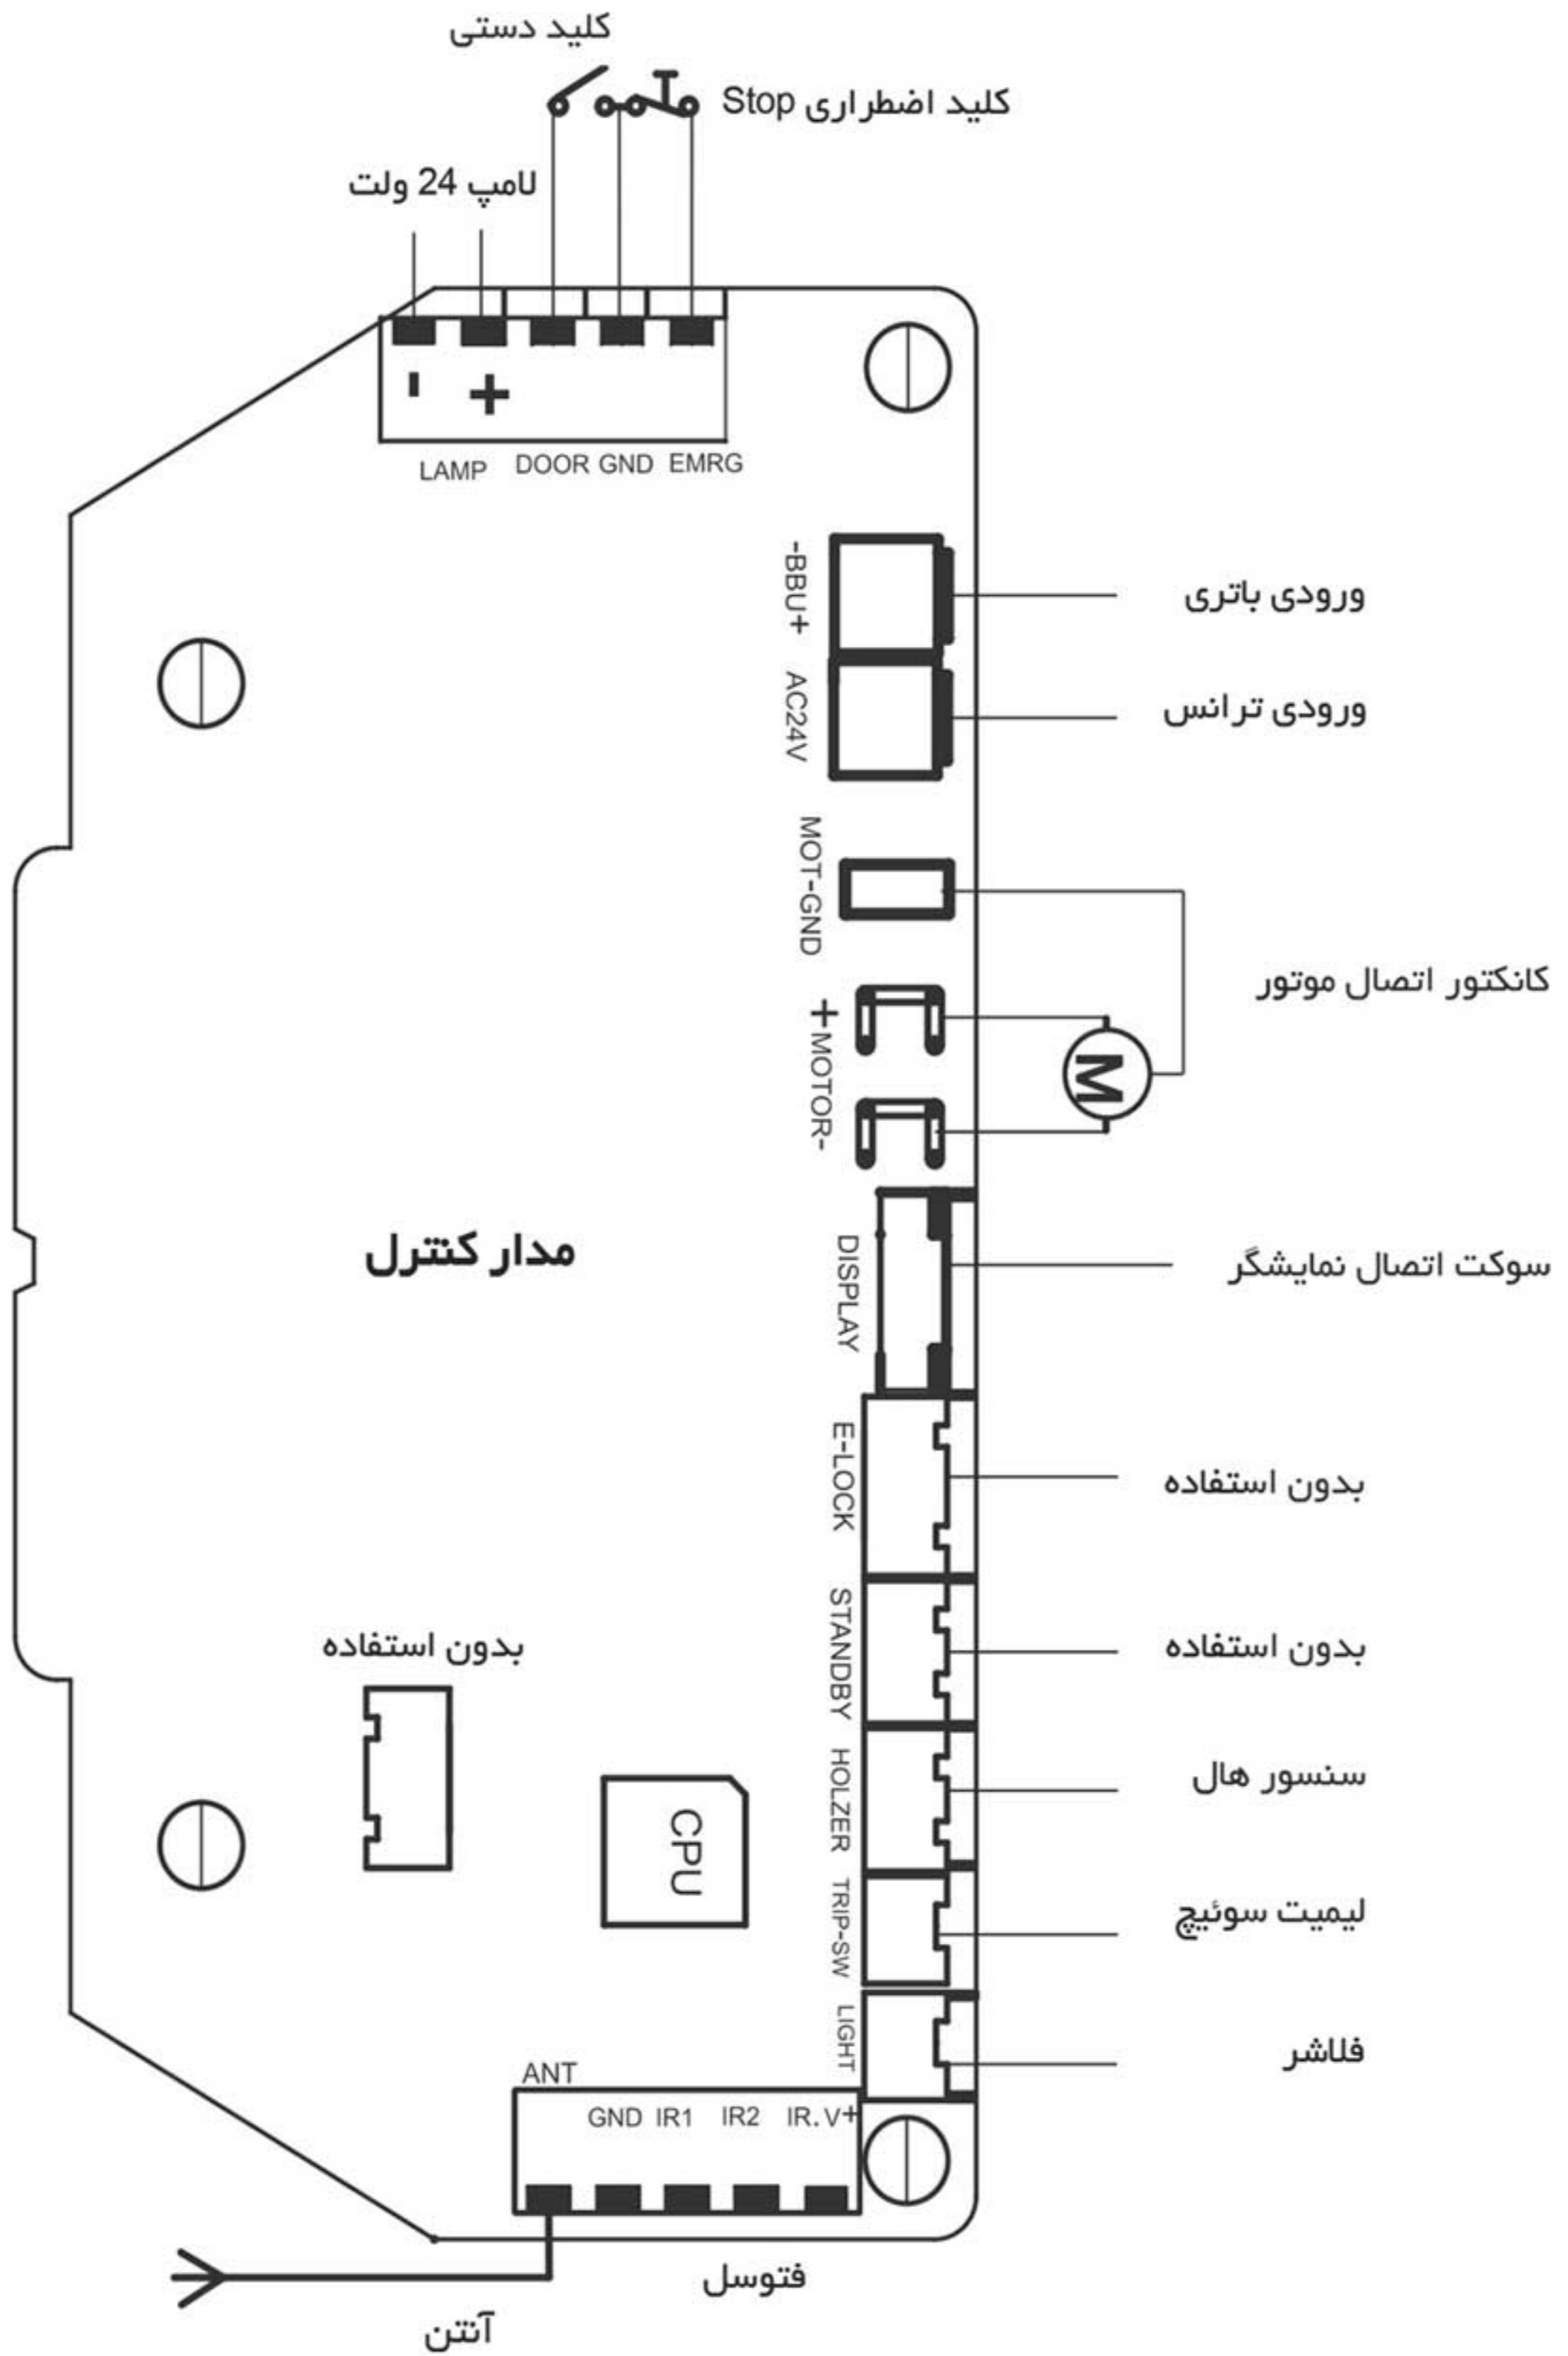 کلید دستی
کلید اضطراری Stop
لامپ 24 ولت
- +
LAMP DOOR GND EMRG
-BBU+
ورودی باتری
AC24V
ورودی ترانس
MOT-GND
کانکتور اتصال موتور
+MOTOR-
M
مدار کنترل
DISPLAY
سوکت اتصال نمایشگر
E-LOCK
بدون استفاده
STANDBY
بدون استفاده
بدون استفاده
HOLZER
سنسور هال
CPU
TRIP-SW
لیمیت سوئیچ
LIGHT
فلاشر
ANT
GND IR1 IR2 IR.V+
فتوسل
آنتن